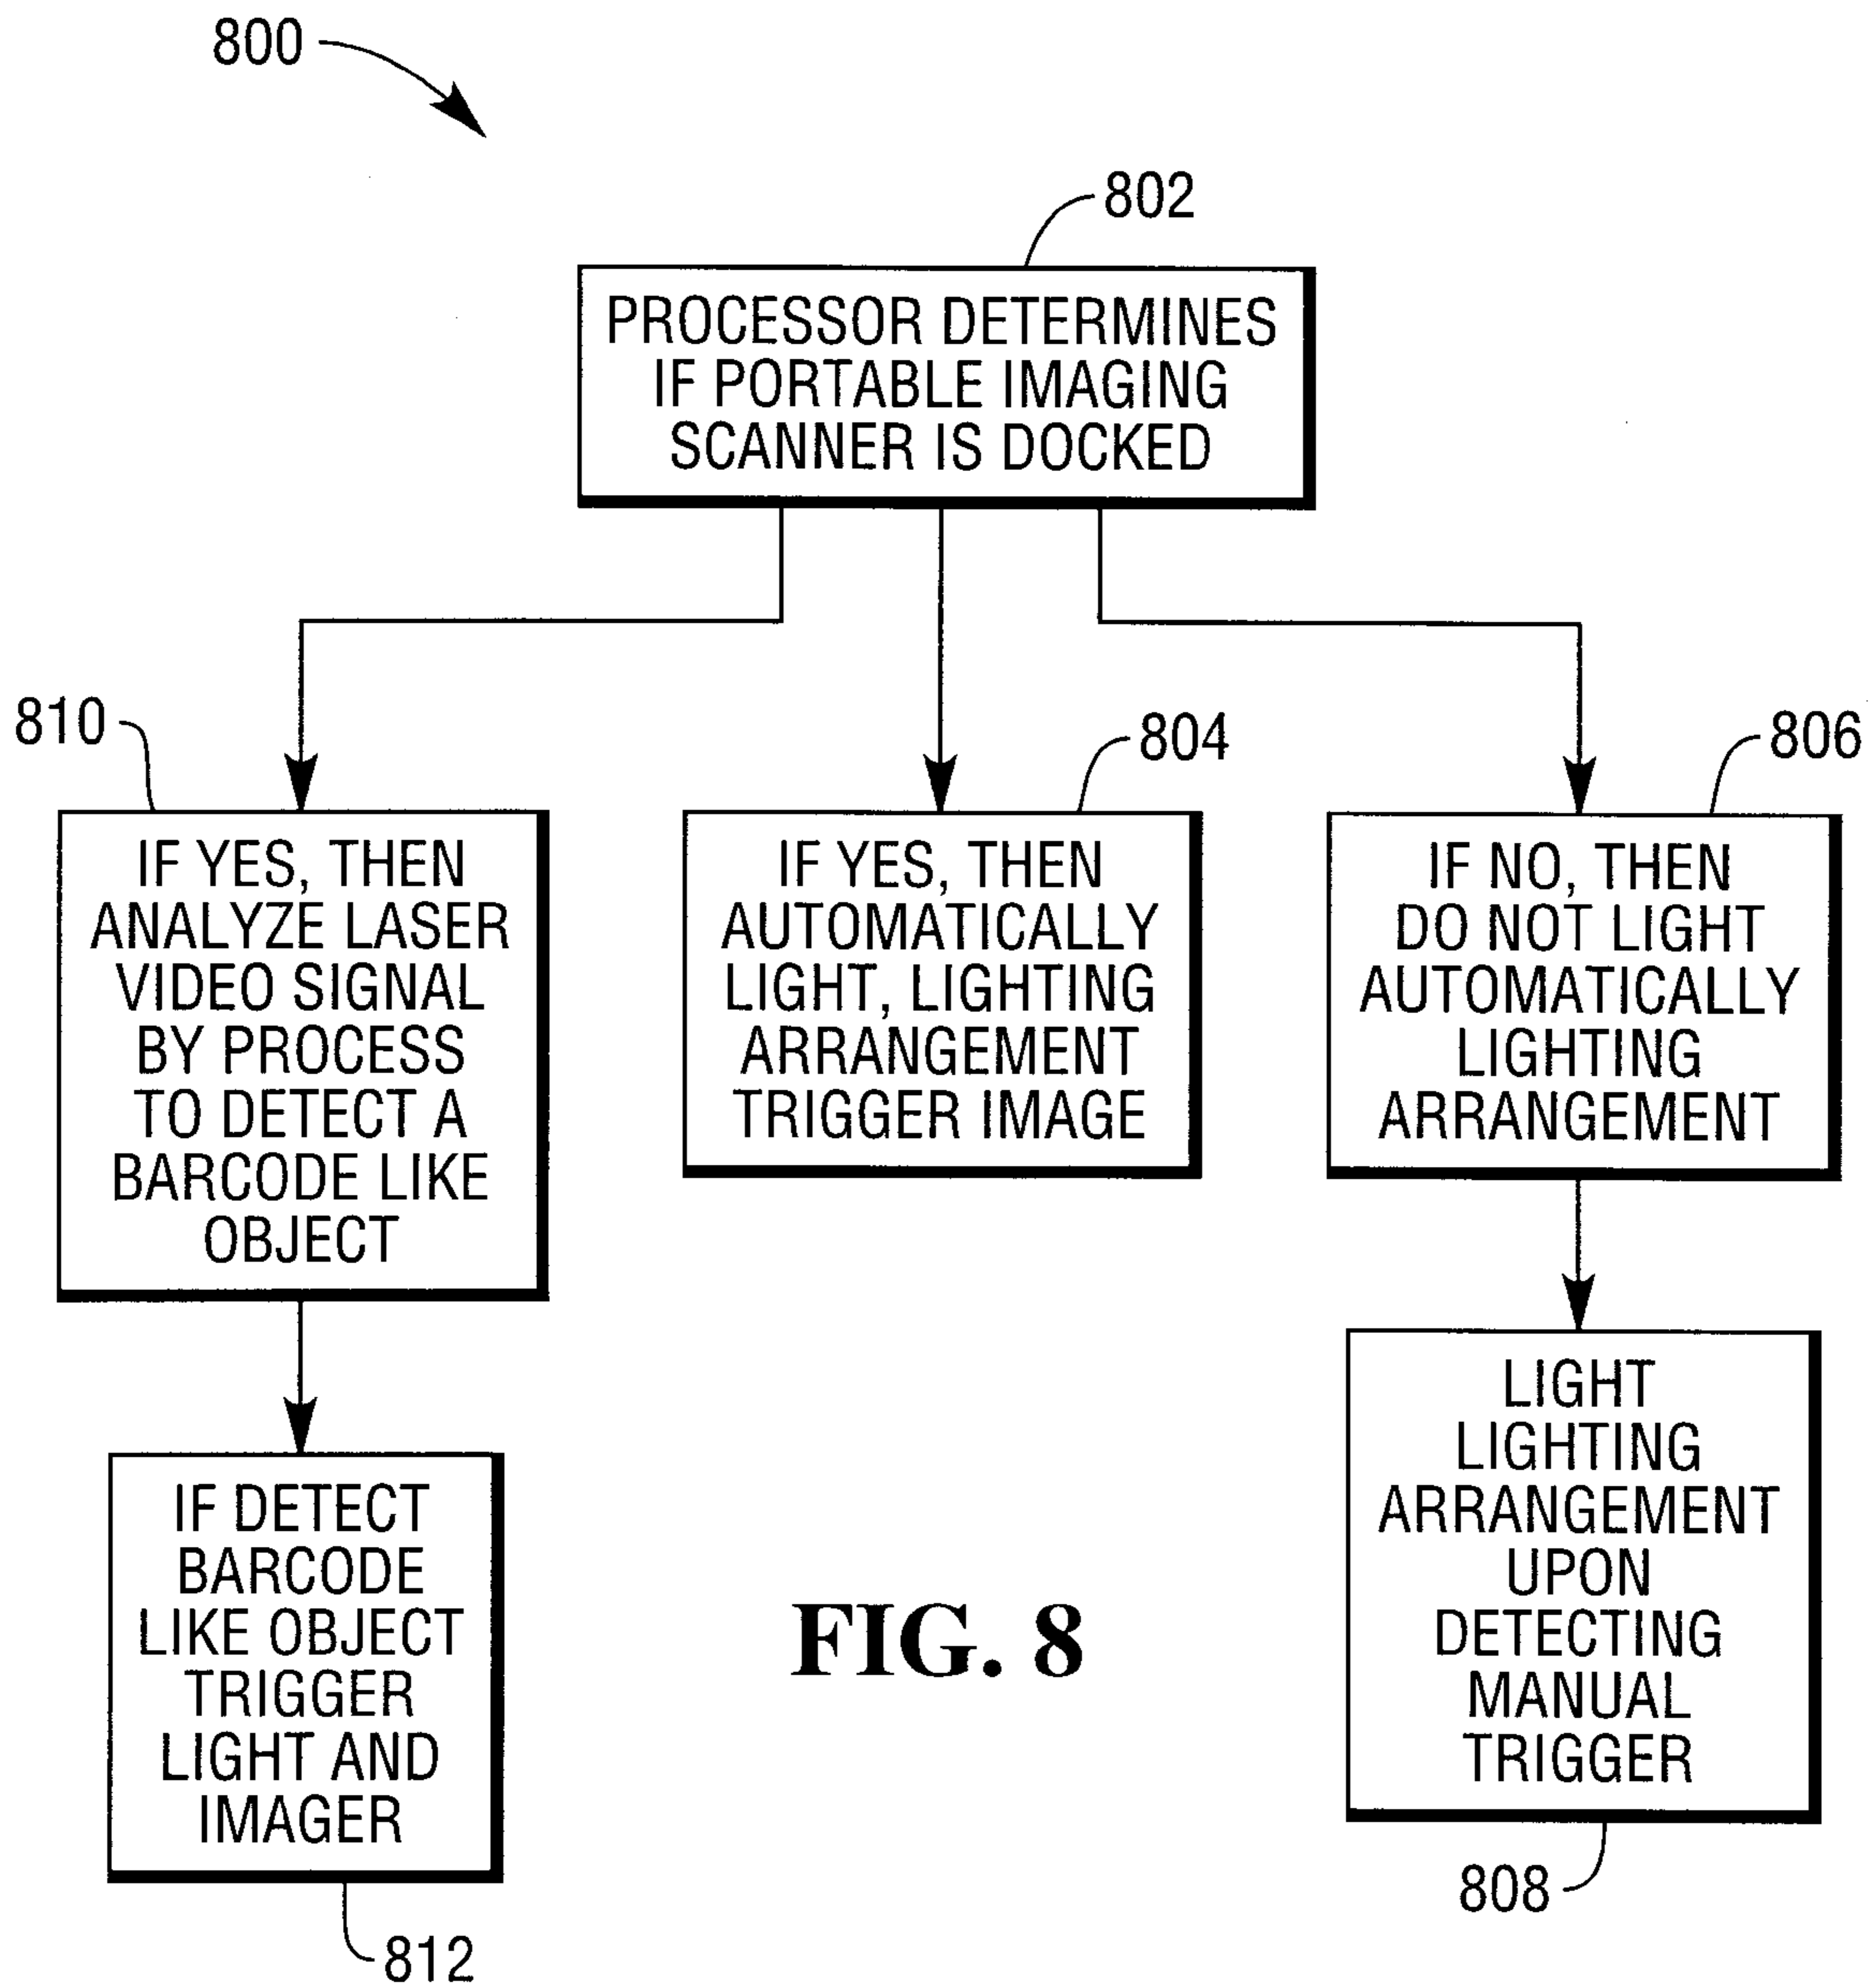 800
802
PROCESSOR DETERMINES
IF PORTABLE IMAGING
SCANNER IS DOCKED
810
804
806
IF YES, THEN
ANALYZE LASER
VIDEO SIGNAL
BY PROCESS
TO DETECT A
BARCODE LIKE
OBJECT
IF YES, THEN
AUTOMATICALLY
LIGHT, LIGHTING
ARRANGEMENT
TRIGGER IMAGE
IF NO, THEN
DO NOT LIGHT
AUTOMATICALLY
LIGHTING
ARRANGEMENT
IF DETECT
BARCODE
LIKE OBJECT
TRIGGER
LIGHT AND
IMAGER
812
LIGHT
LIGHTING
ARRANGEMENT
UPON
DETECTING
MANUAL
TRIGGER
808
FIG. 8